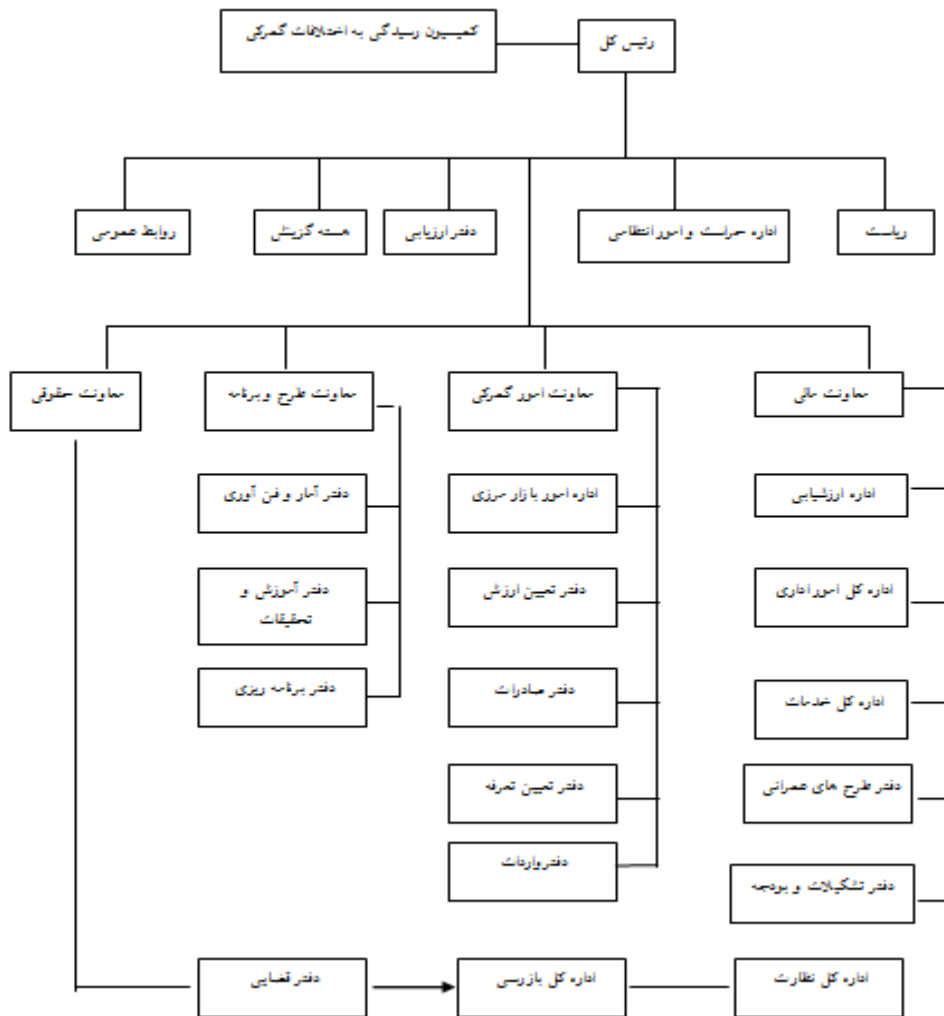 رئیس کل
کمیسیون رسیدگی به اختلافات گمرکی
ریاست
اداره حراست و امور انتظامی
دفتر ارزیابی
هسته گزینش
روابط عمومی
معاونت مالی
معاونت امور گمرکی
معاونت طرح و برنامه
معاونت حقوقی
اداره ارزشیابی
اداره امور بازار مرزی
دفتر آمار و فن آوری
اداره کل امور اداری
دفتر تعیین ارزش
دفتر آموزش و
تحقیقات
اداره کل خدمات
دفتر صادرات
دفتر برنامه ریزی
دفتر طرح های عمرانی
دفتر تعیین تعرفه
دفتر واردات
دفتر تشکیلات و بودجه
اداره کل نظارت
اداره کل بازرسی
دفتر قضایی